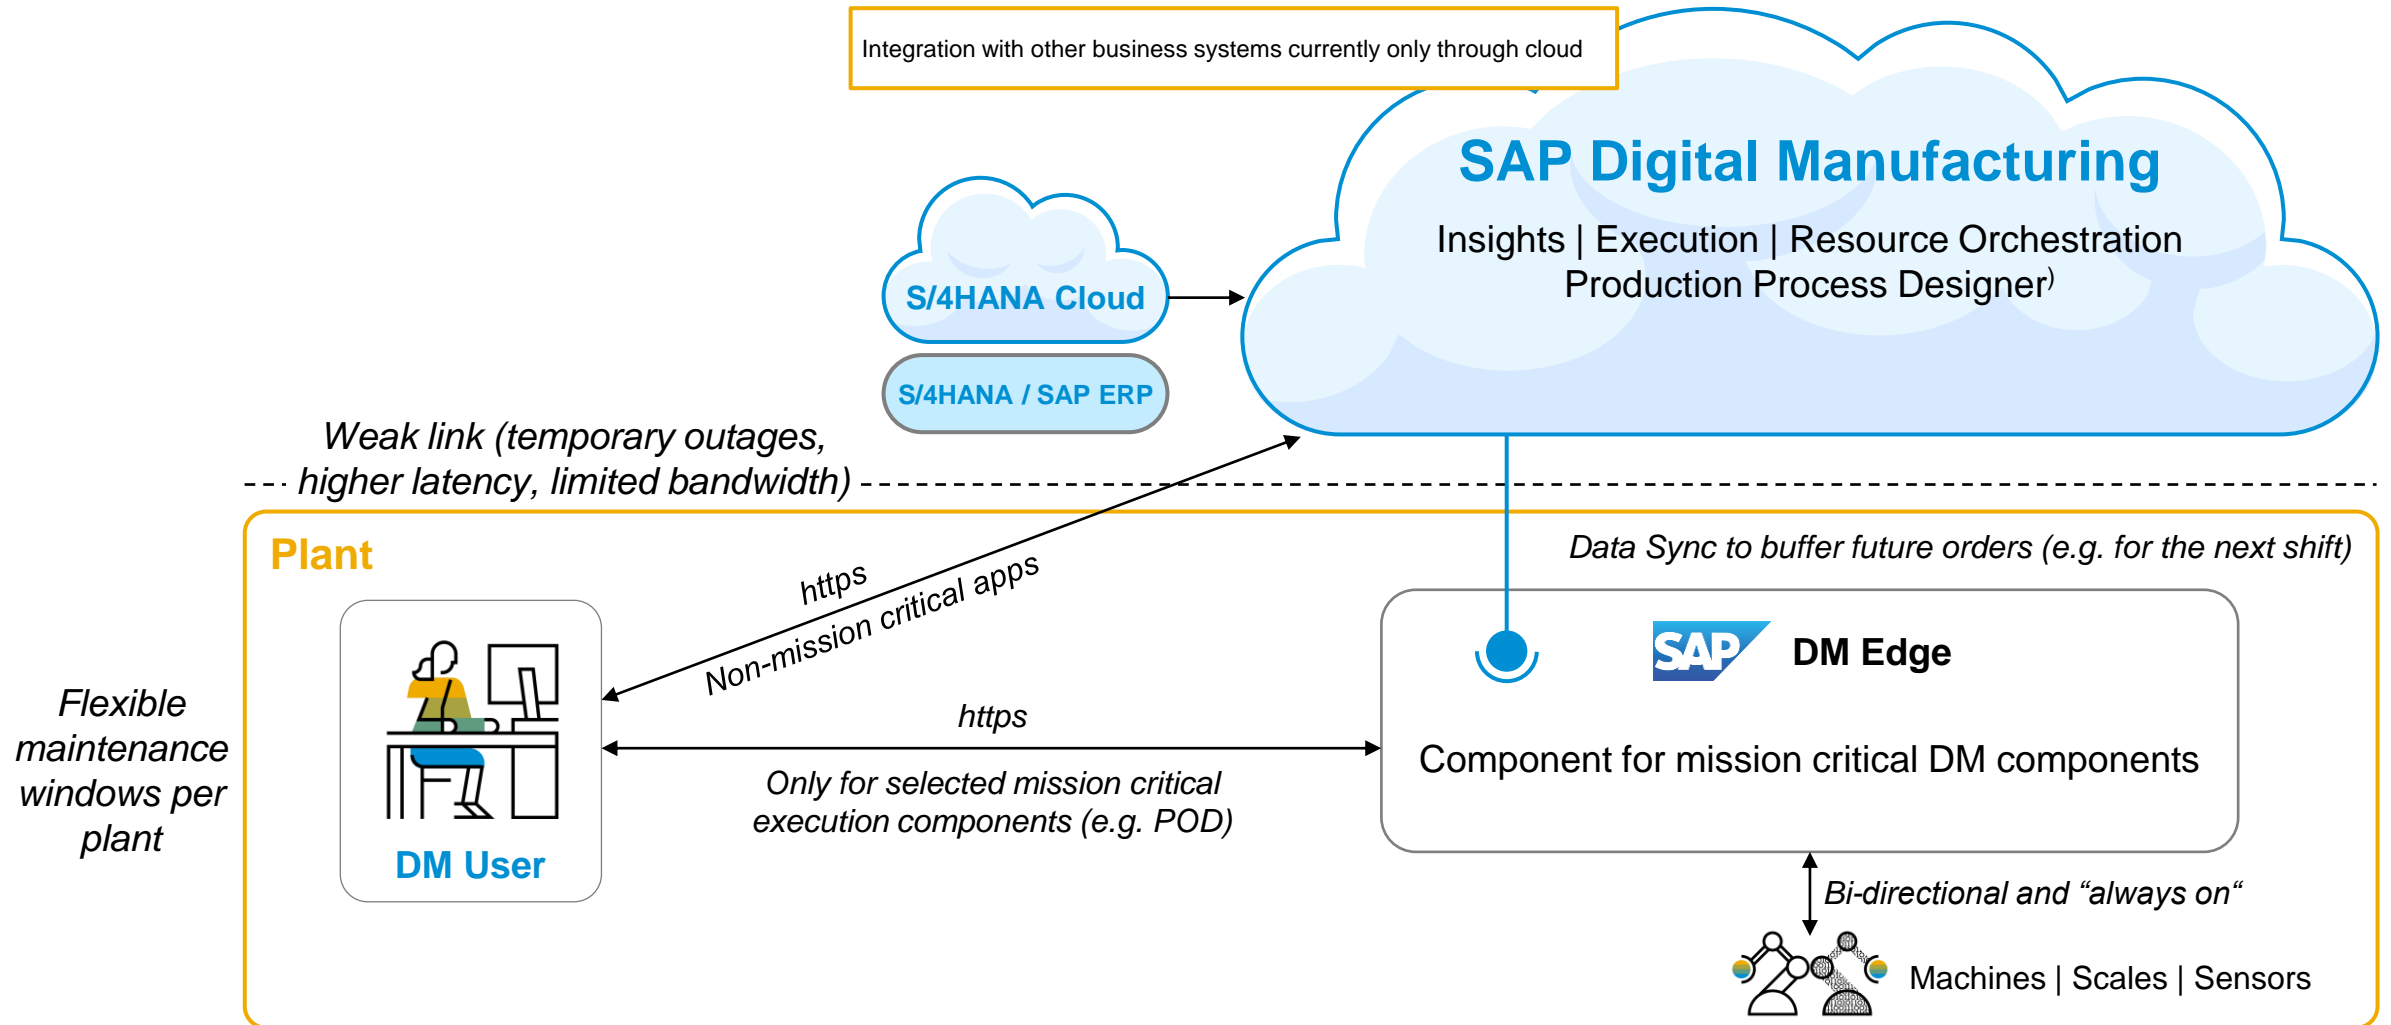 Integration with other business systems currently only through cloud
SAP Digital Manufacturing
Insights | Execution | Resource Orchestration
Production Process Designer)
S/4HANA Cloud
S/4HANA / SAP ERP
Weak link (temporary outages,
higher latency, limited bandwidth)
Plant
Data Sync to buffer future orders (e.g. for the next shift)
https
Non-mission critical apps
SAP DM Edge
Component for mission critical DM components
Flexible
maintenance
windows per
plant
https
Only for selected mission critical
execution components (e.g. POD)
DM User
Bi-directional and “always on“
Machines | Scales | Sensors